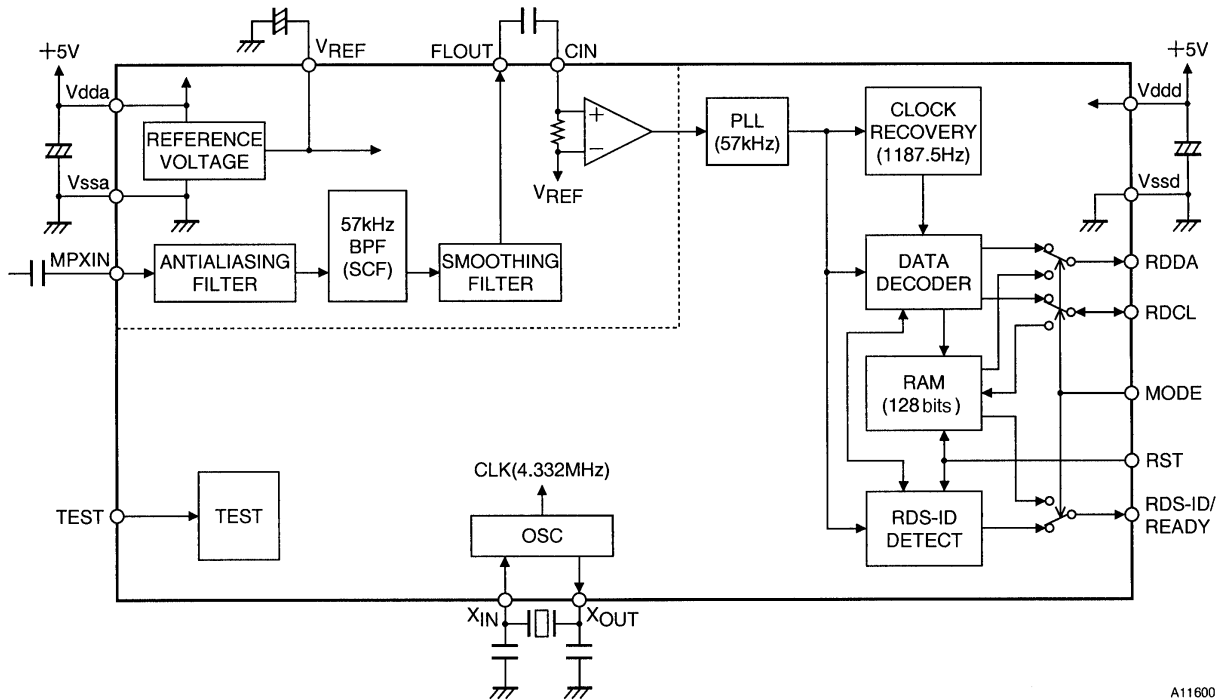 VREF
FLOUT
CIN
+5V
+5V
Vdda
Vddd
REFERENCE
VOLTAGE
+
−
PLL
(57kHz)
CLOCK
RECOVERY
(1187.5Hz)
Vssa
VREF
Vssd
57kHz
BPF
(SCF)
MPXIN
ANTIALIASING
FILTER
SMOOTHING
FILTER
DATA
DECODER
RDDA
RDCL
RAM
(128 bits)
MODE
CLK(4.332MHz)
RST
TEST
TEST
OSC
RDS-ID
DETECT
RDS-ID/
READY
XIN
XOUT
A11600